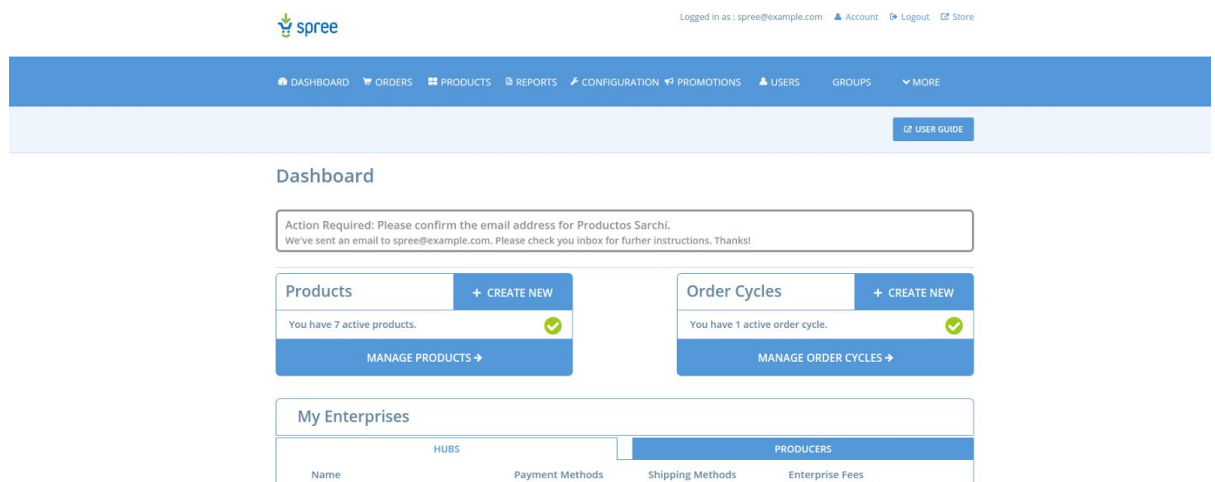 spree
Logged in as : spree@example.com Account Logout Store
DASHBOARD ORDERS PRODUCTS REPORTS CONFIGURATION PROMOTIONS USERS GROUPS MORE
USER GUIDE
Dashboard
Action Required: Please confirm the email address for Productos Sarchí.
We've sent an email to spree@example.com. Please check you inbox for furher instructions. Thanks!
Products + CREATE NEW
You have 7 active products.
MANAGE PRODUCTS →
Order Cycles + CREATE NEW
You have 1 active order cycle.
MANAGE ORDER CYCLES →
My Enterprises
HUBS PRODUCERS
Name Payment Methods Shipping Methods Enterprise Fees